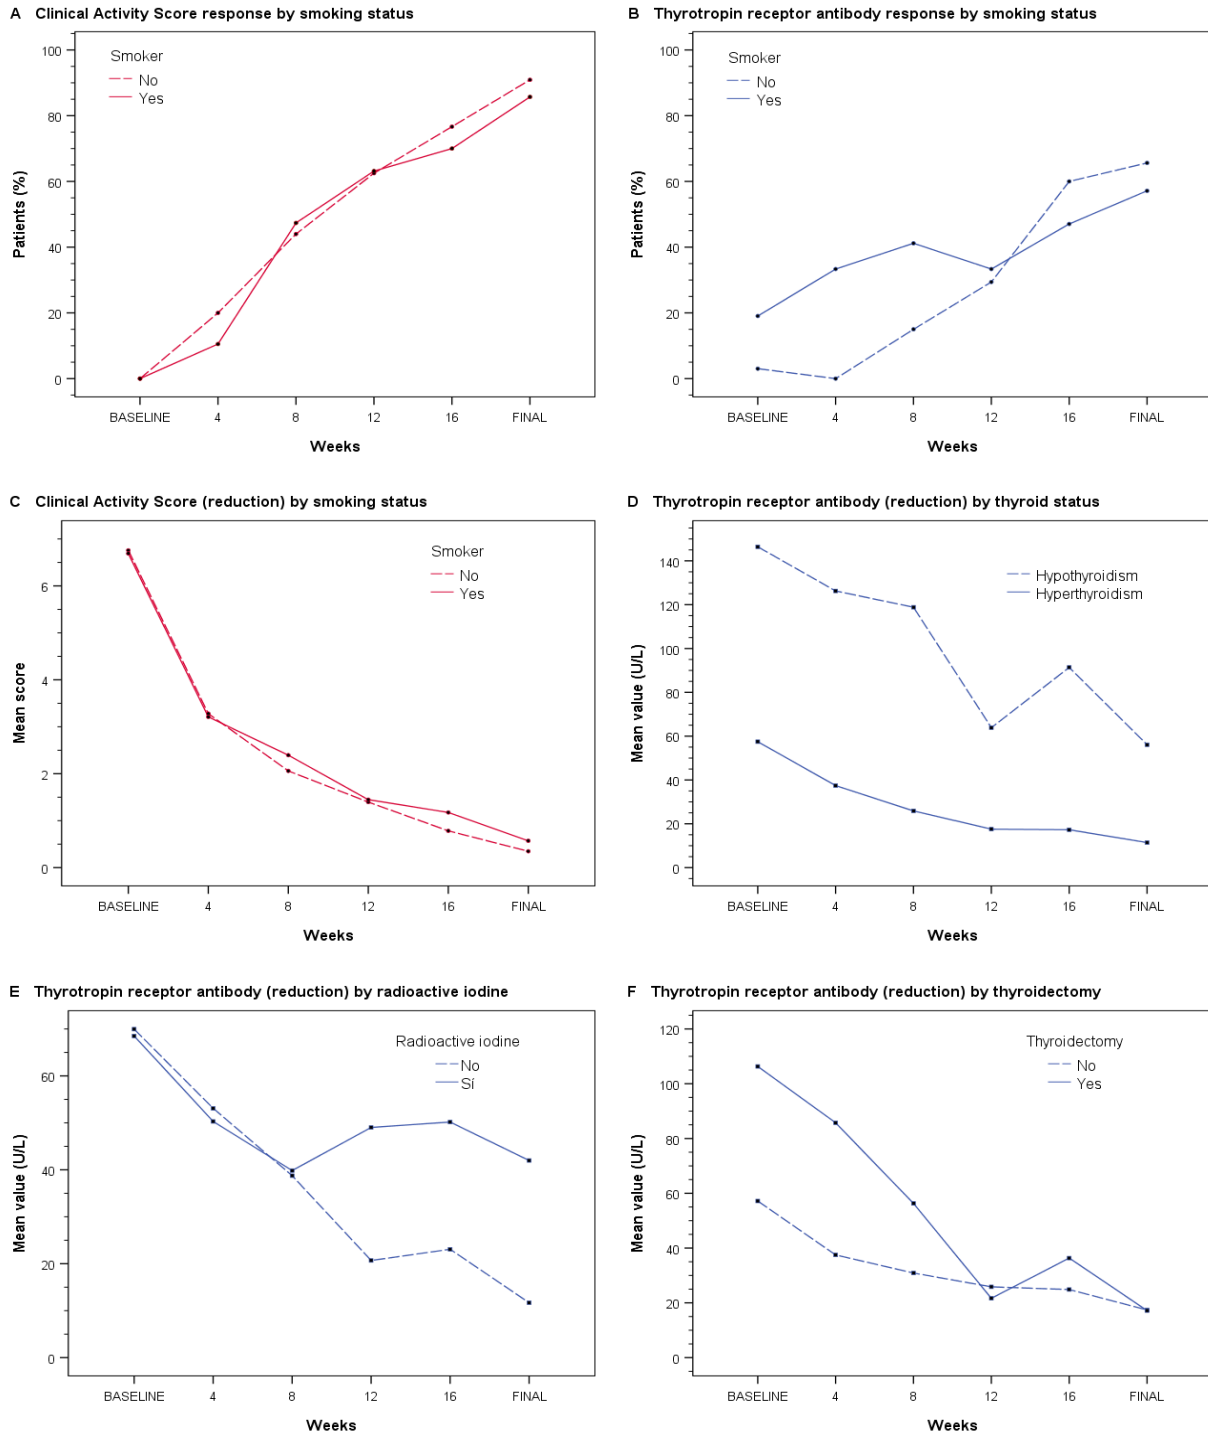 A Clinical Activity Score response by smoking status
Patients (%)
100
80
60
40
20
0
Smoker
No
Yes
BASELINE 4 8 12 16 FINAL
Weeks
B Thyrotropin receptor antibody response by smoking status
Patients (%)
100
80
60
40
20
0
Smoker
No
Yes
BASELINE 4 8 12 16 FINAL
Weeks
C Clinical Activity Score (reduction) by smoking status
Mean score
6
4
2
0
Smoker
No
Yes
BASELINE 4 8 12 16 FINAL
Weeks
D Thyrotropin receptor antibody (reduction) by thyroid status
Mean value (U/L)
140
120
100
80
60
40
20
0
Hypothyroidism
Hyperthyroidism
BASELINE 4 8 12 16 FINAL
Weeks
E Thyrotropin receptor antibody (reduction) by radioactive iodine
Mean value (U/L)
60
40
20
0
Radioactive iodine
No
Sí
BASELINE 4 8 12 16 FINAL
Weeks
F Thyrotropin receptor antibody (reduction) by thyroidectomy
Mean value (U/L)
120
100
80
60
40
20
0
Thyroidectomy
No
Yes
BASELINE 4 8 12 16 FINAL
Weeks